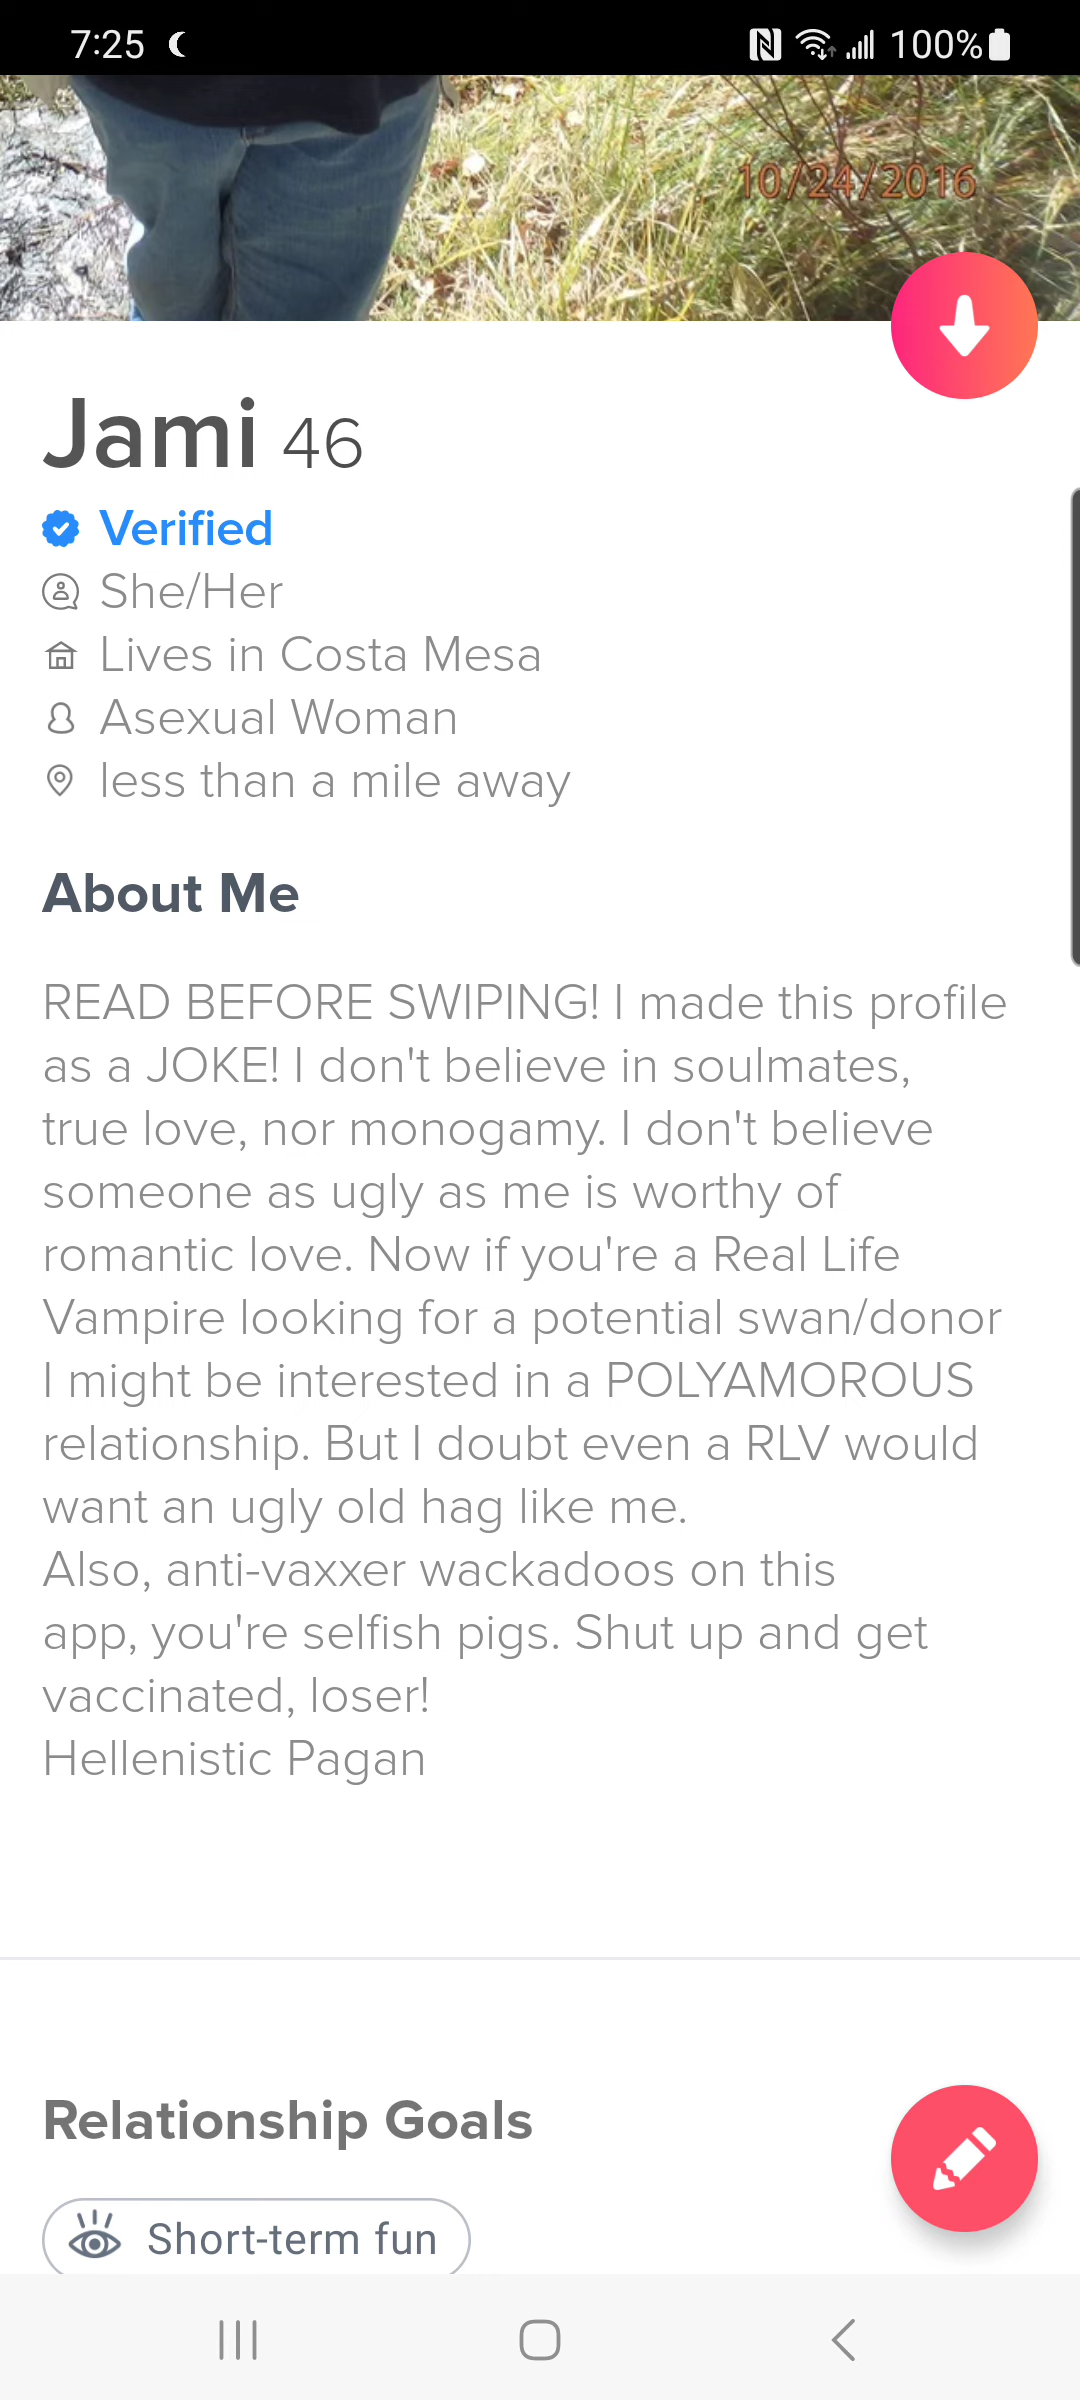 7:25
100%
10/24/2016
Jami 46
Verified
She/Her
Lives in Costa Mesa
Asexual Woman
less than a mile away
About Me
READ BEFORE SWIPING! I made this profile
as a JOKE! I don't believe in soulmates,
true love, nor monogamy. I don't believe
someone as ugly as me is worthy of
romantic love. Now if you're a Real Life
Vampire looking for a potential swan/donor
I might be interested in a POLYAMOROUS
relationship. But I doubt even a RLV would
want an ugly old hag like me.
Also, anti-vaxxer wackadoos on this
app, you're selfish pigs. Shut up and get
vaccinated, loser!
Hellenistic Pagan
Relationship Goals
Short-term fun